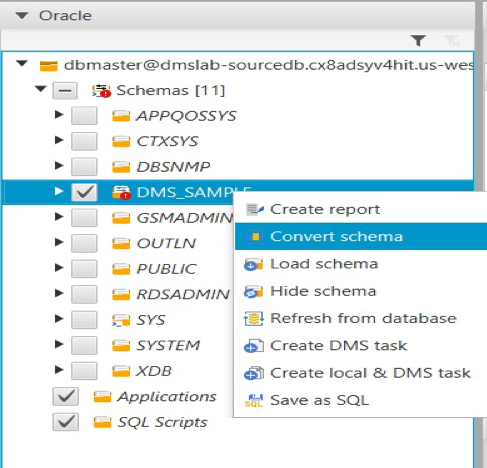 Oracle
dbmaster@dmslab-sourcedb.cx8adsyv4hit.us-wes
Schemas [11]
APPQOSSYS
CTXSYS
DBSNMP
DMS_SAMPLE
GSMADMIN
OUTLN
PUBLIC
RDSADMIN
SYS
SYSTEM
XDB
Applications
SQL Scripts
Create report
Convert schema
Load schema
Hide schema
Refresh from database
Create DMS task
Create local & DMS task
SQL Save as SQL